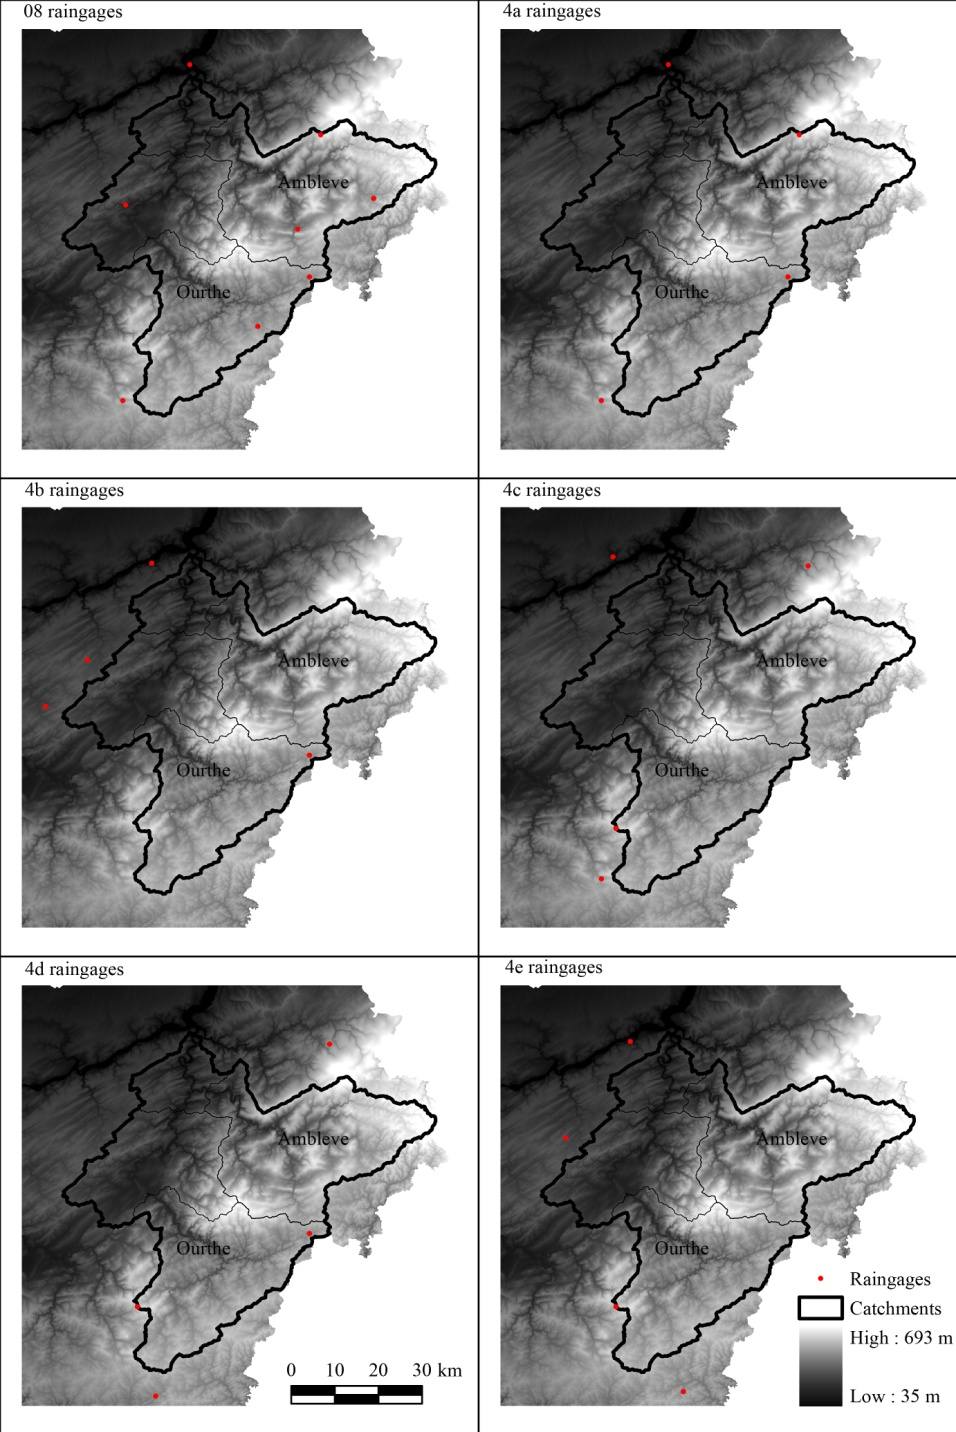 08 raingages
4a raingages
Ambleve
Ourthe
Ambleve
Ourthe
4b raingages
4c raingages
Ambleve
Ourthe
Ambleve
Ourthe
4d raingages
4e raingages
Ambleve
Ourthe
0 10 20 30 km
Ambleve
Ourthe
Raingages
Catchments
High : 693 m
Low : 35 m